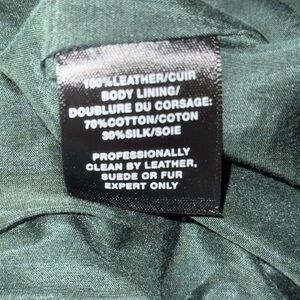 100%LEATHER/CUIR
BODY LINING/
DOUBLURE DU CORSAGE:
70%COTTON/COTON
30%SILK/SOIE
PROFESSIONALLY
CLEAN BY LEATHER,
SUEDE OR FUR
EXPERT ONLY